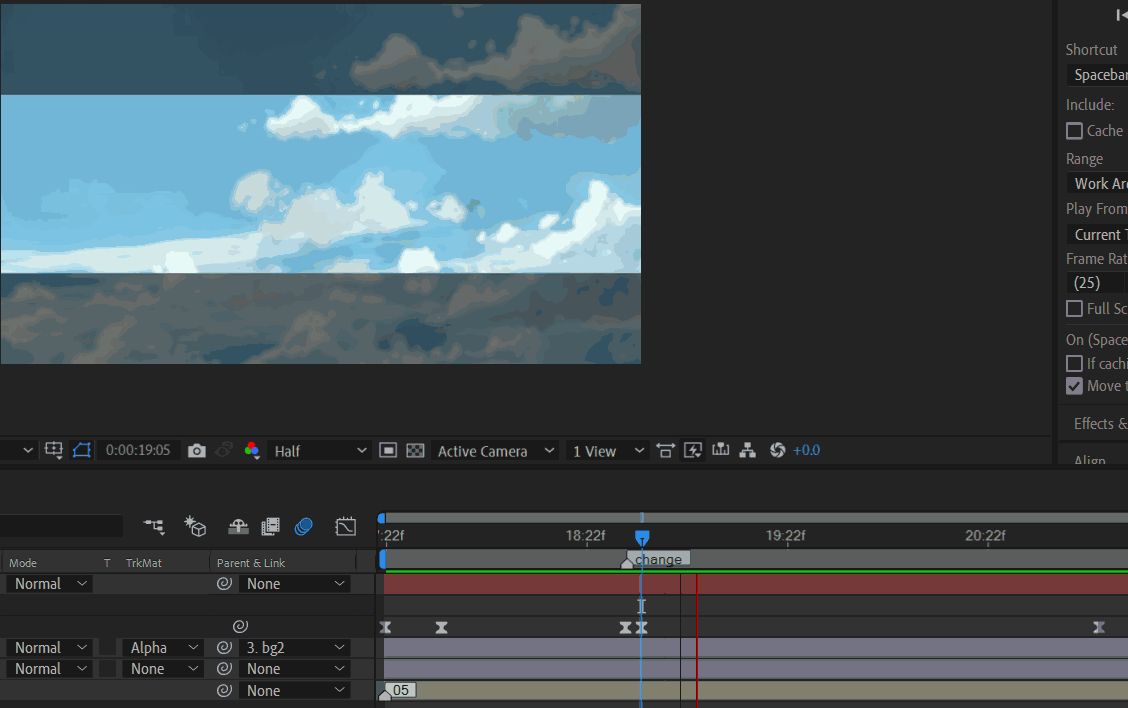 Shortcut
Spacebar
Include:
Cache
Range
Work Are
Play From
Current T
Frame Rat
(25)
Full Sc
On (Space
If cachi
Move t
Effects &
Align
0:00:19:05 Half Active Camera 1 View +0.0
:22f 18:22f 19:22f 20:22f
change
Mode T TrkMat Parent & Link
Normal None
Normal Alpha 3. bg2
Normal None None
None 05